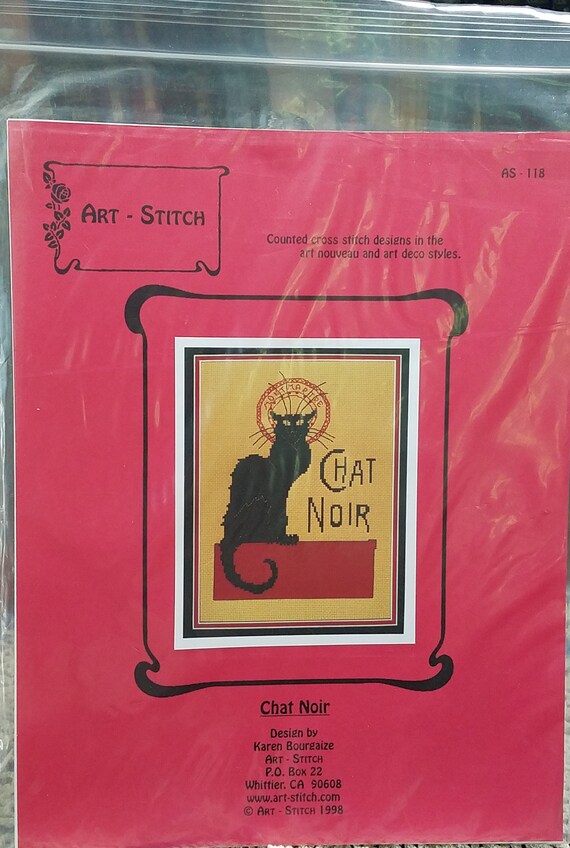 AS - 118
ART - STITCH
Counted cross stitch designs in the
art nouveau and art deco styles.
MONTMARTRE
CHAT
NOIR
Chat Noir
Design by
Karen Bourgaize
ART - STITCH
P.O. Box 22
Whittier, CA 90608
www.art-stitch.com
© ART - STITCH 1998